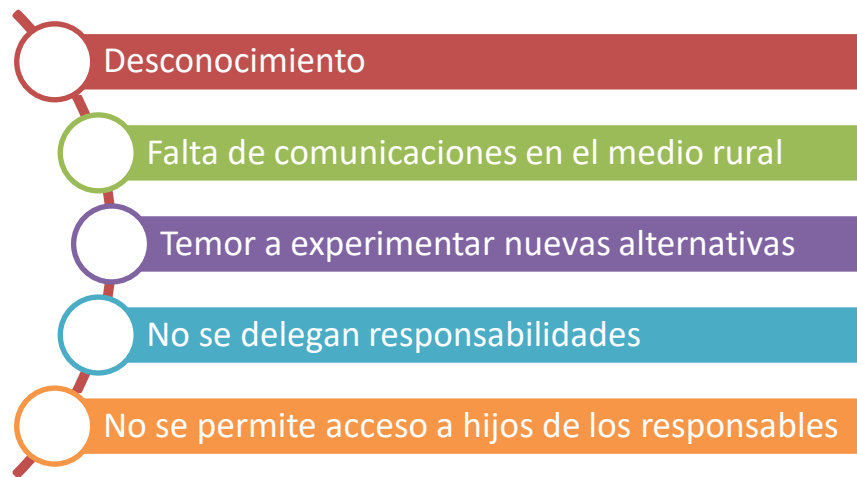 Desconocimiento
Falta de comunicaciones en el medio rural
Temor a experimentar nuevas alternativas
No se delegan responsabilidades
No se permite acceso a hijos de los responsables